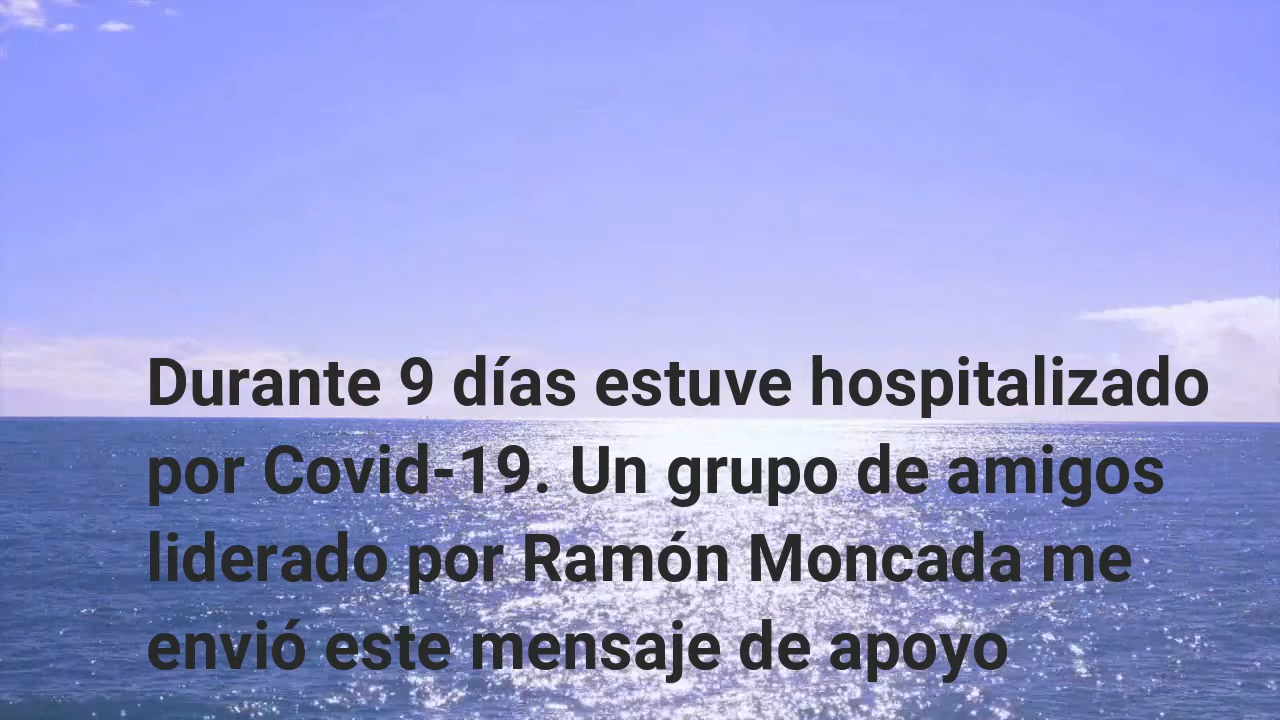 Durante 9 días estuve hospitalizado
por Covid-19. Un grupo de amigos
liderado por Ramón Moncada me
envió este mensaje de apoyo